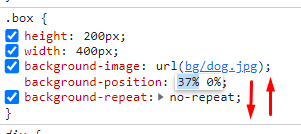 .box {
height: 200px;
width: 400px;
background-image: url(bg/dog.jpg);
background-position: 37% 0%;
background-repeat: no-repeat;
}